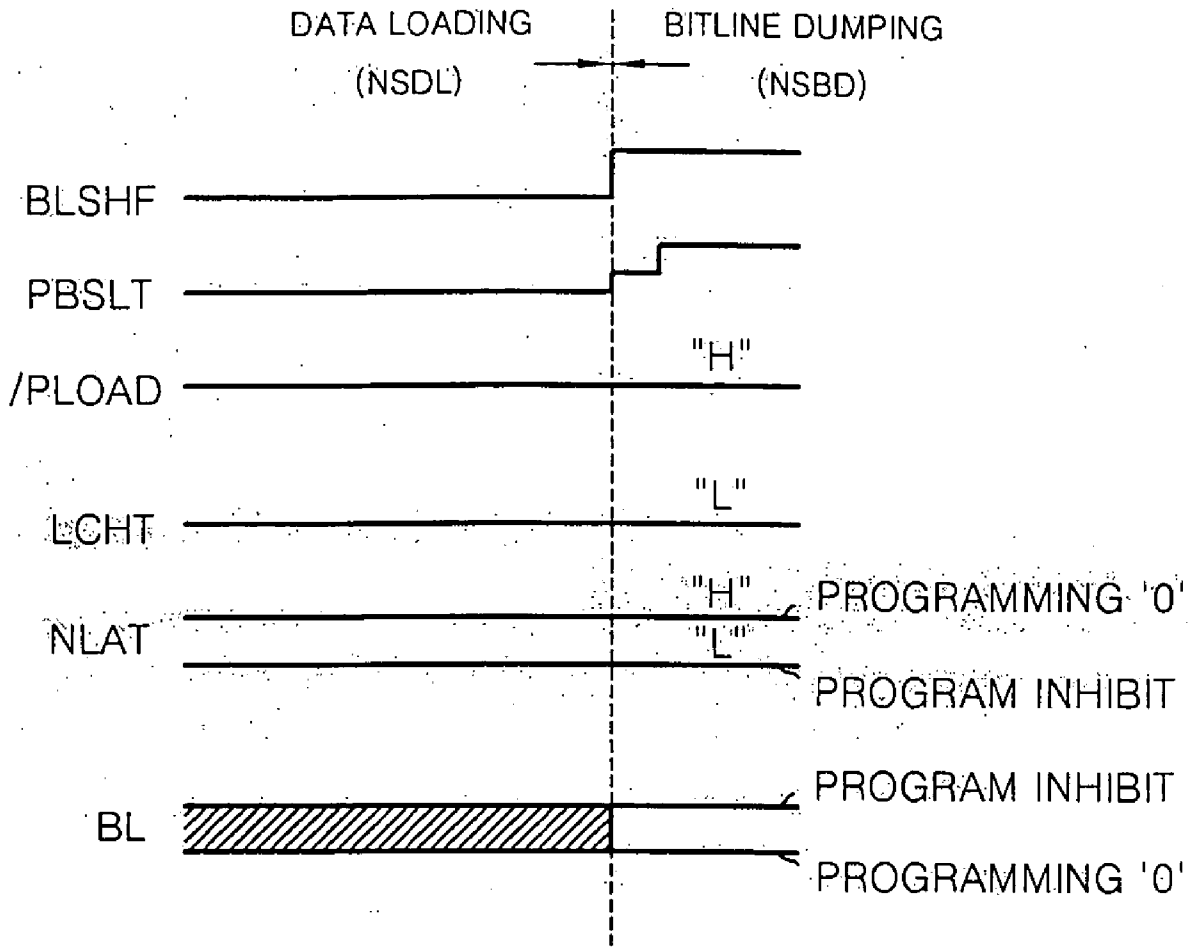 DATA LOADING
(NSDL)
BITLINE DUMPING
(NSBD)
BLSHF
PBSLT
/PLOAD
"H"
LCHT
"L"
NLAT
"H"
PROGRAMMING '0'
"L"
PROGRAM INHIBIT
BL
PROGRAM INHIBIT
PROGRAMMING '0'